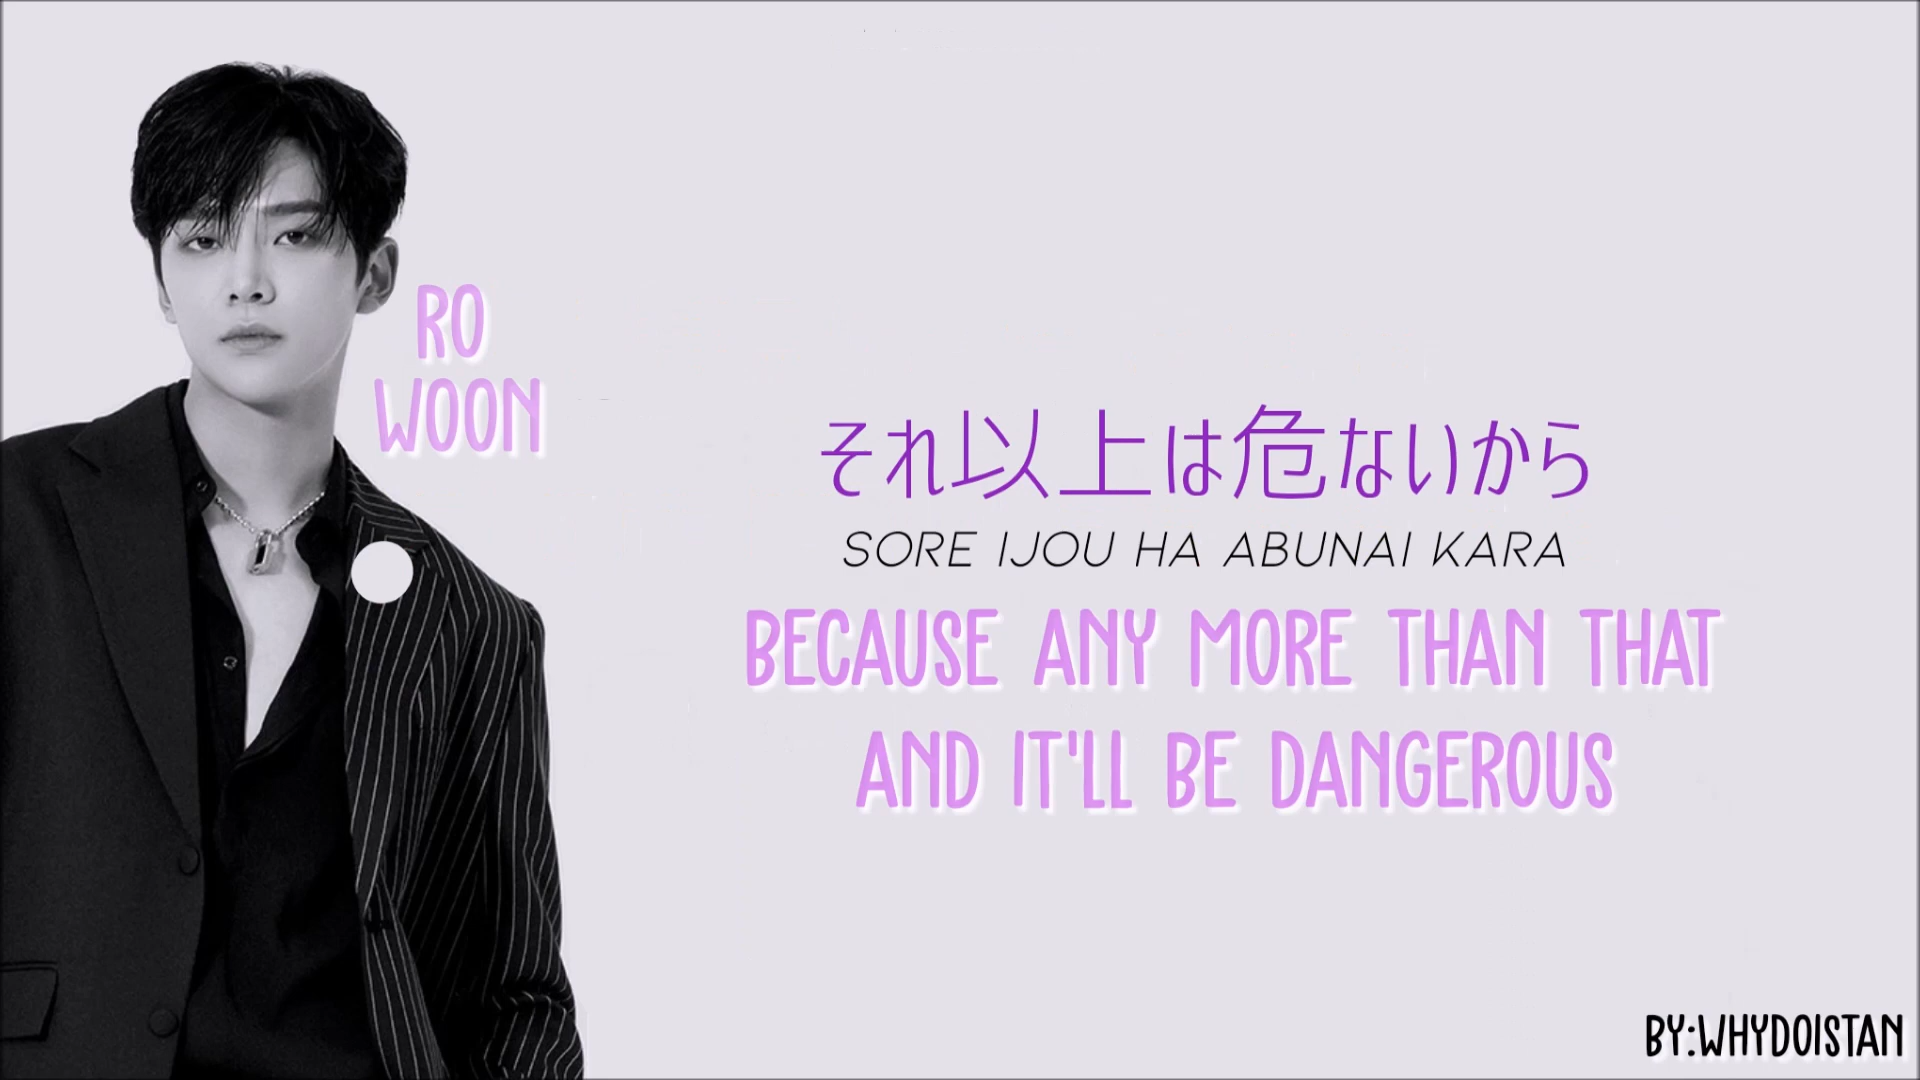 RO
WOON
それ以上は危ないから
SORE IJOU HA ABUNAI KARA
BECAUSE ANY MORE THAN THAT
AND IT'LL BE DANGEROUS
BY:WHYDOISTAN